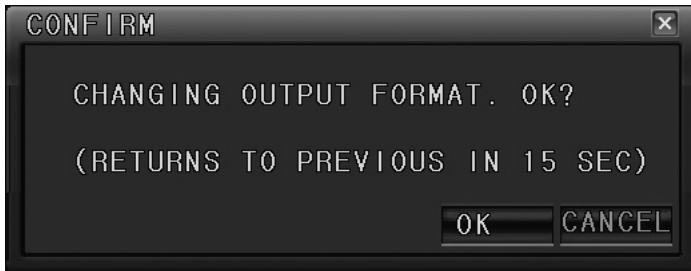 CONFIRM
CHANGING OUTPUT FORMAT. OK?
(RETURNS TO PREVIOUS IN 15 SEC)
OK CANCEL